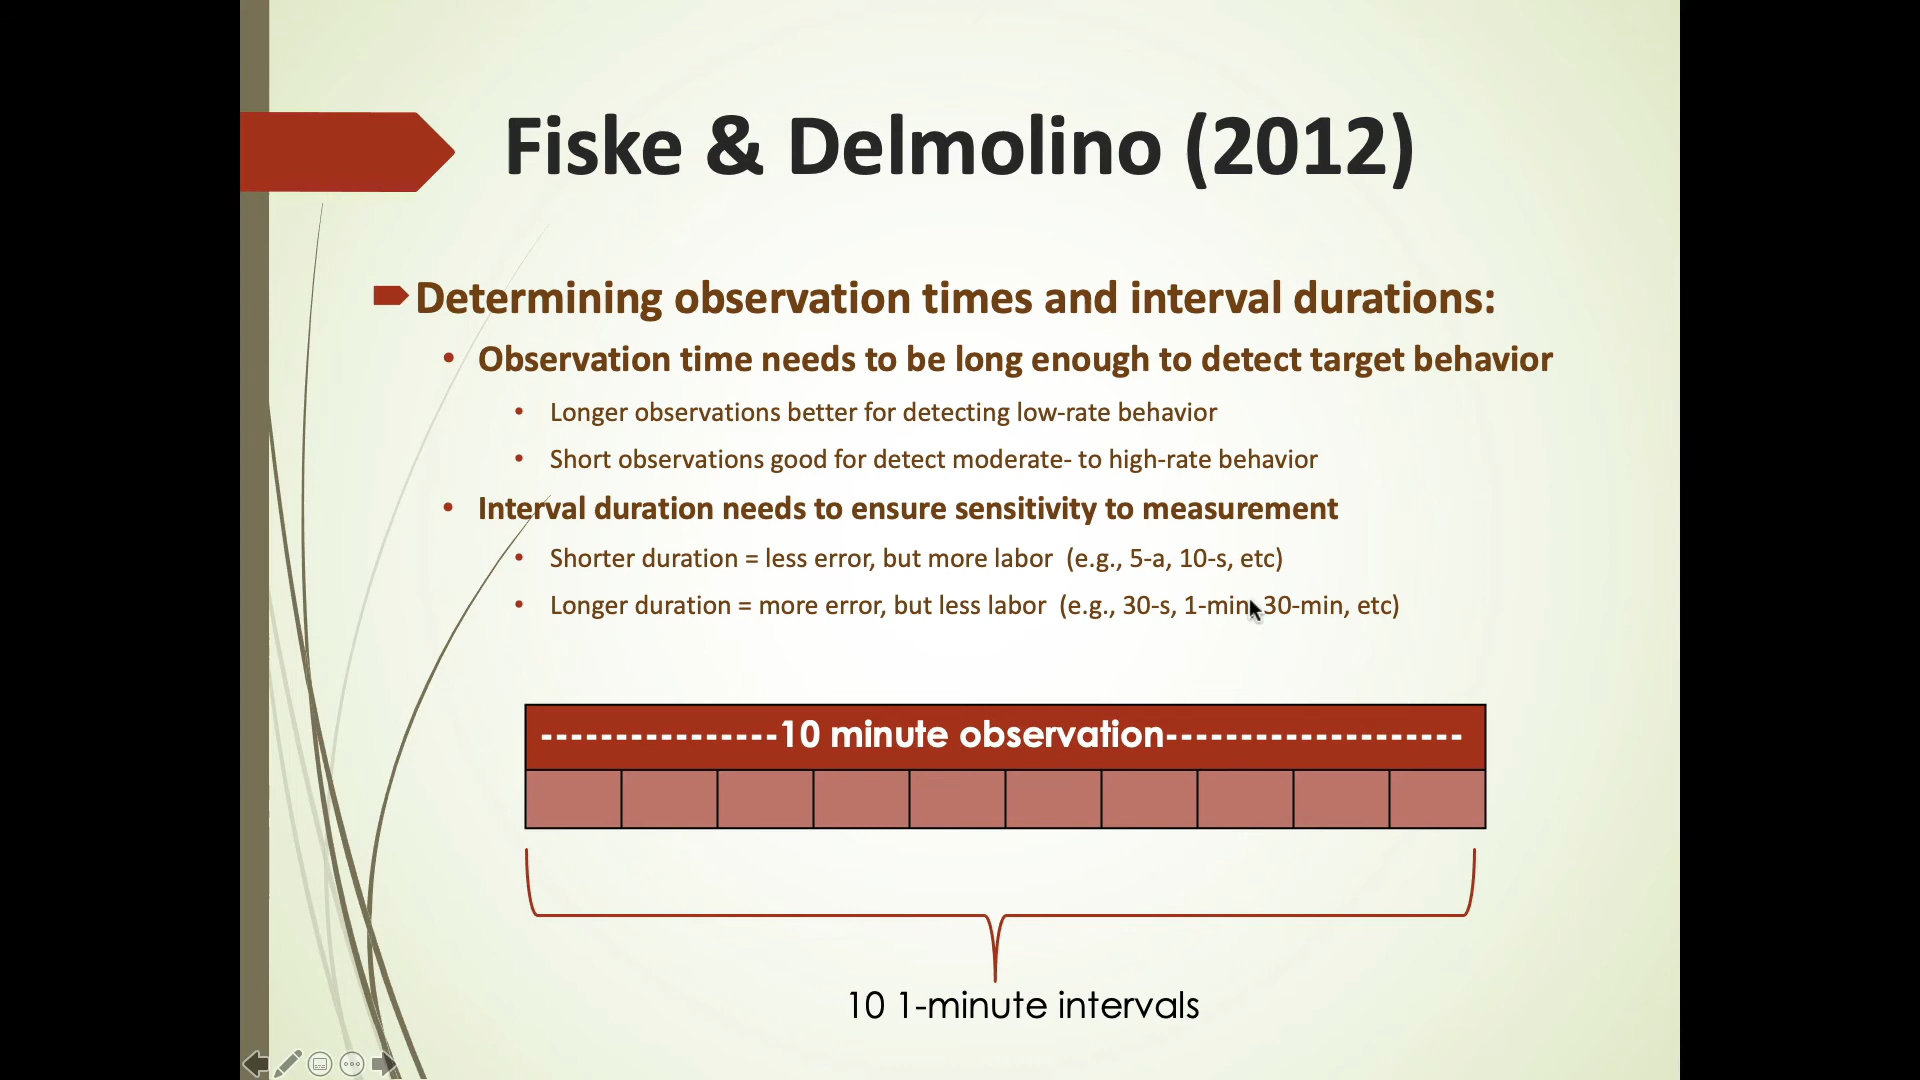 Fiske & Delmolino (2012)
Determining observation times and interval durations:
• Observation time needs to be long enough to detect target behavior
• Longer observations better for detecting low-rate behavior
• Short observations good for detect moderate- to high-rate behavior
• Interval duration needs to ensure sensitivity to measurement
• Shorter duration = less error, but more labor (e.g., 5-a, 10-s, etc)
• Longer duration = more error, but less labor (e.g., 30-s, 1-min, 30-min, etc)
----------------10 minute observation--------------------
10 1-minute intervals